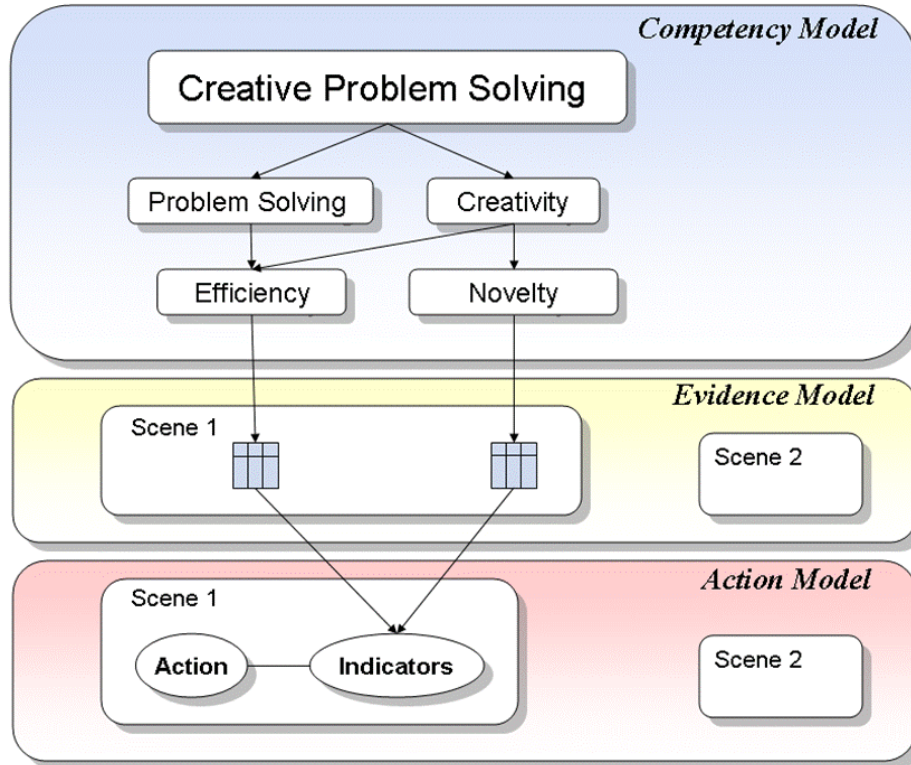 Competency Model
Creative Problem Solving
Problem Solving
Creativity
Efficiency
Novelty
Evidence Model
Scene 1
Scene 2
Action Model
Scene 1
Action
Indicators
Scene 2